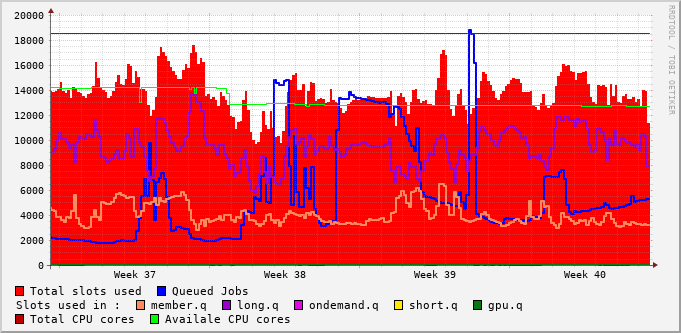 20000
18000
16000
14000
12000
10000
8000
6000
4000
2000
0
Week 37 Week 38 Week 39 Week 40
Total slots used Queued Jobs
Slots used in : member.q long.q ondemand.q short.q gpu.q
Total CPU cores Availale CPU cores
RRDTOOL / TOBI OETIKER